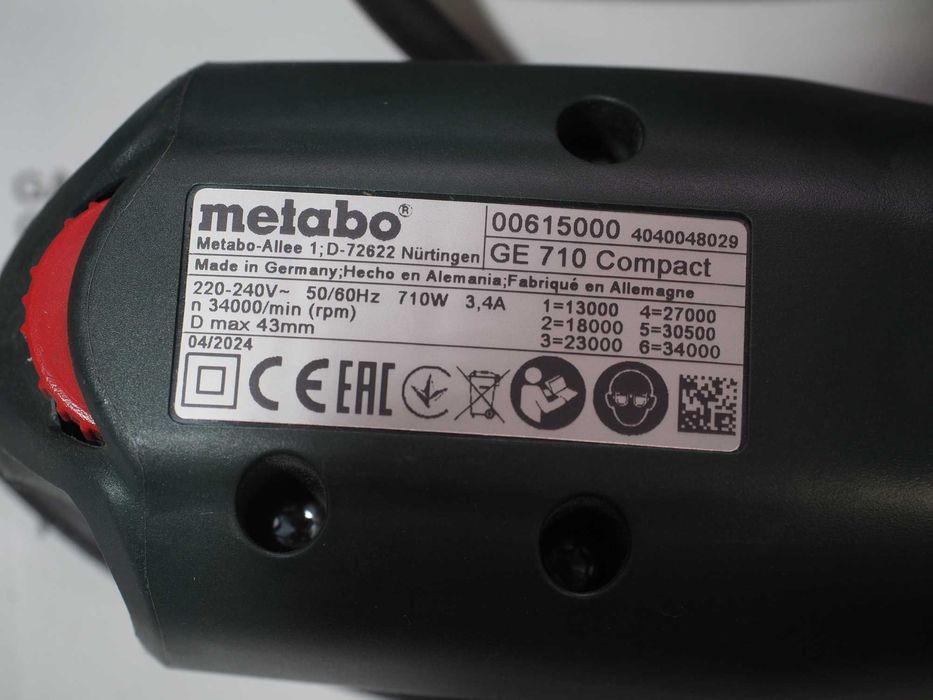 metabo®
Metabo-Allee 1;D-72622 Nürtingen
00615000 4040048029
GE 710 Compact
Made in Germany;Hecho en Alemania;Fabriqué en Allemagne
220-240V~ 50/60Hz 710W 3,4A
n 34000/min (rpm)
D max 43mm
1=13000 4=27000
2=18000 5=30500
3=23000 6=34000
04/2024
CE EAC